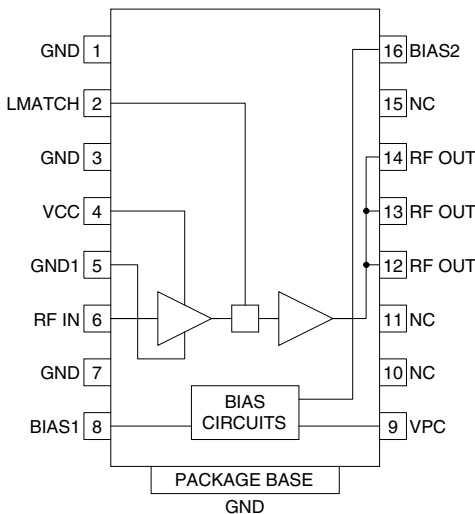 GND 1
LMATCH 2
GND 3
VCC 4
GND1 5
RF IN 6
GND 7
BIAS1 8
16 BIAS2
15 NC
14 RF OUT
13 RF OUT
12 RF OUT
11 NC
10 NC
9 VPC
BIAS
CIRCUITS
PACKAGE BASE
GND